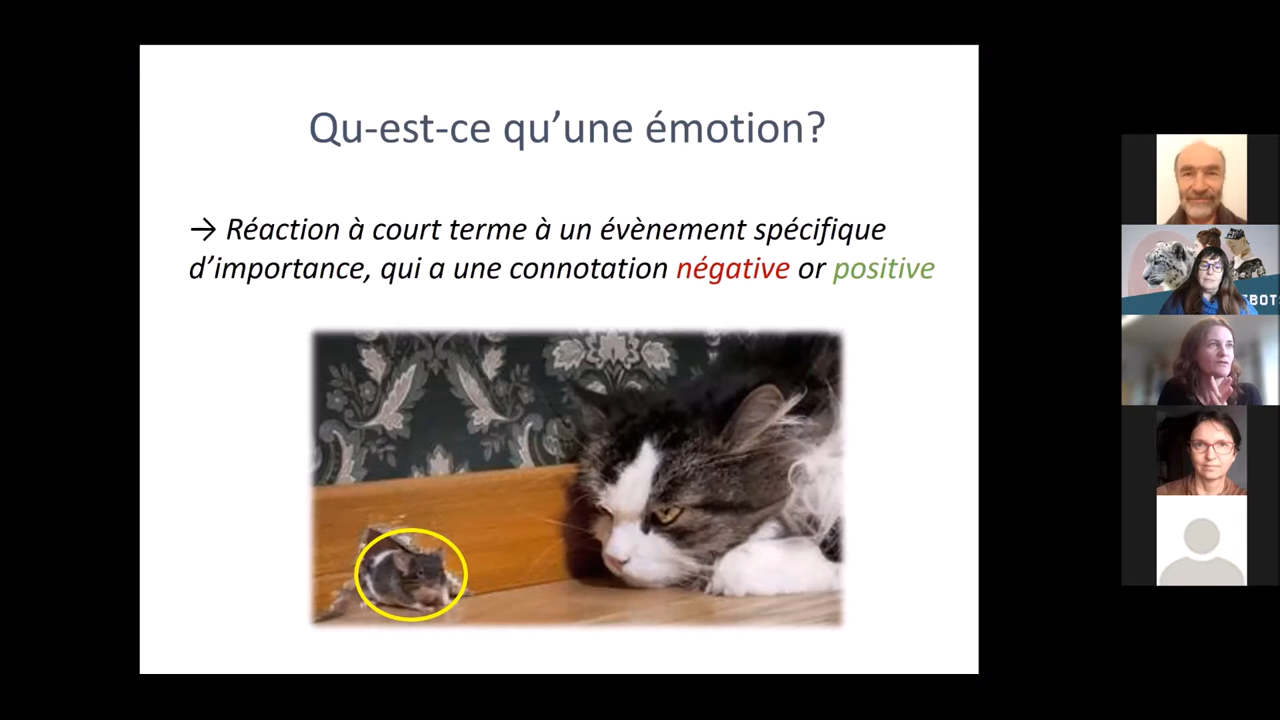 Qu-est-ce qu’une émotion?
→ Réaction à court terme à un évènement spécifique
d’importance, qui a une connotation négative or positive